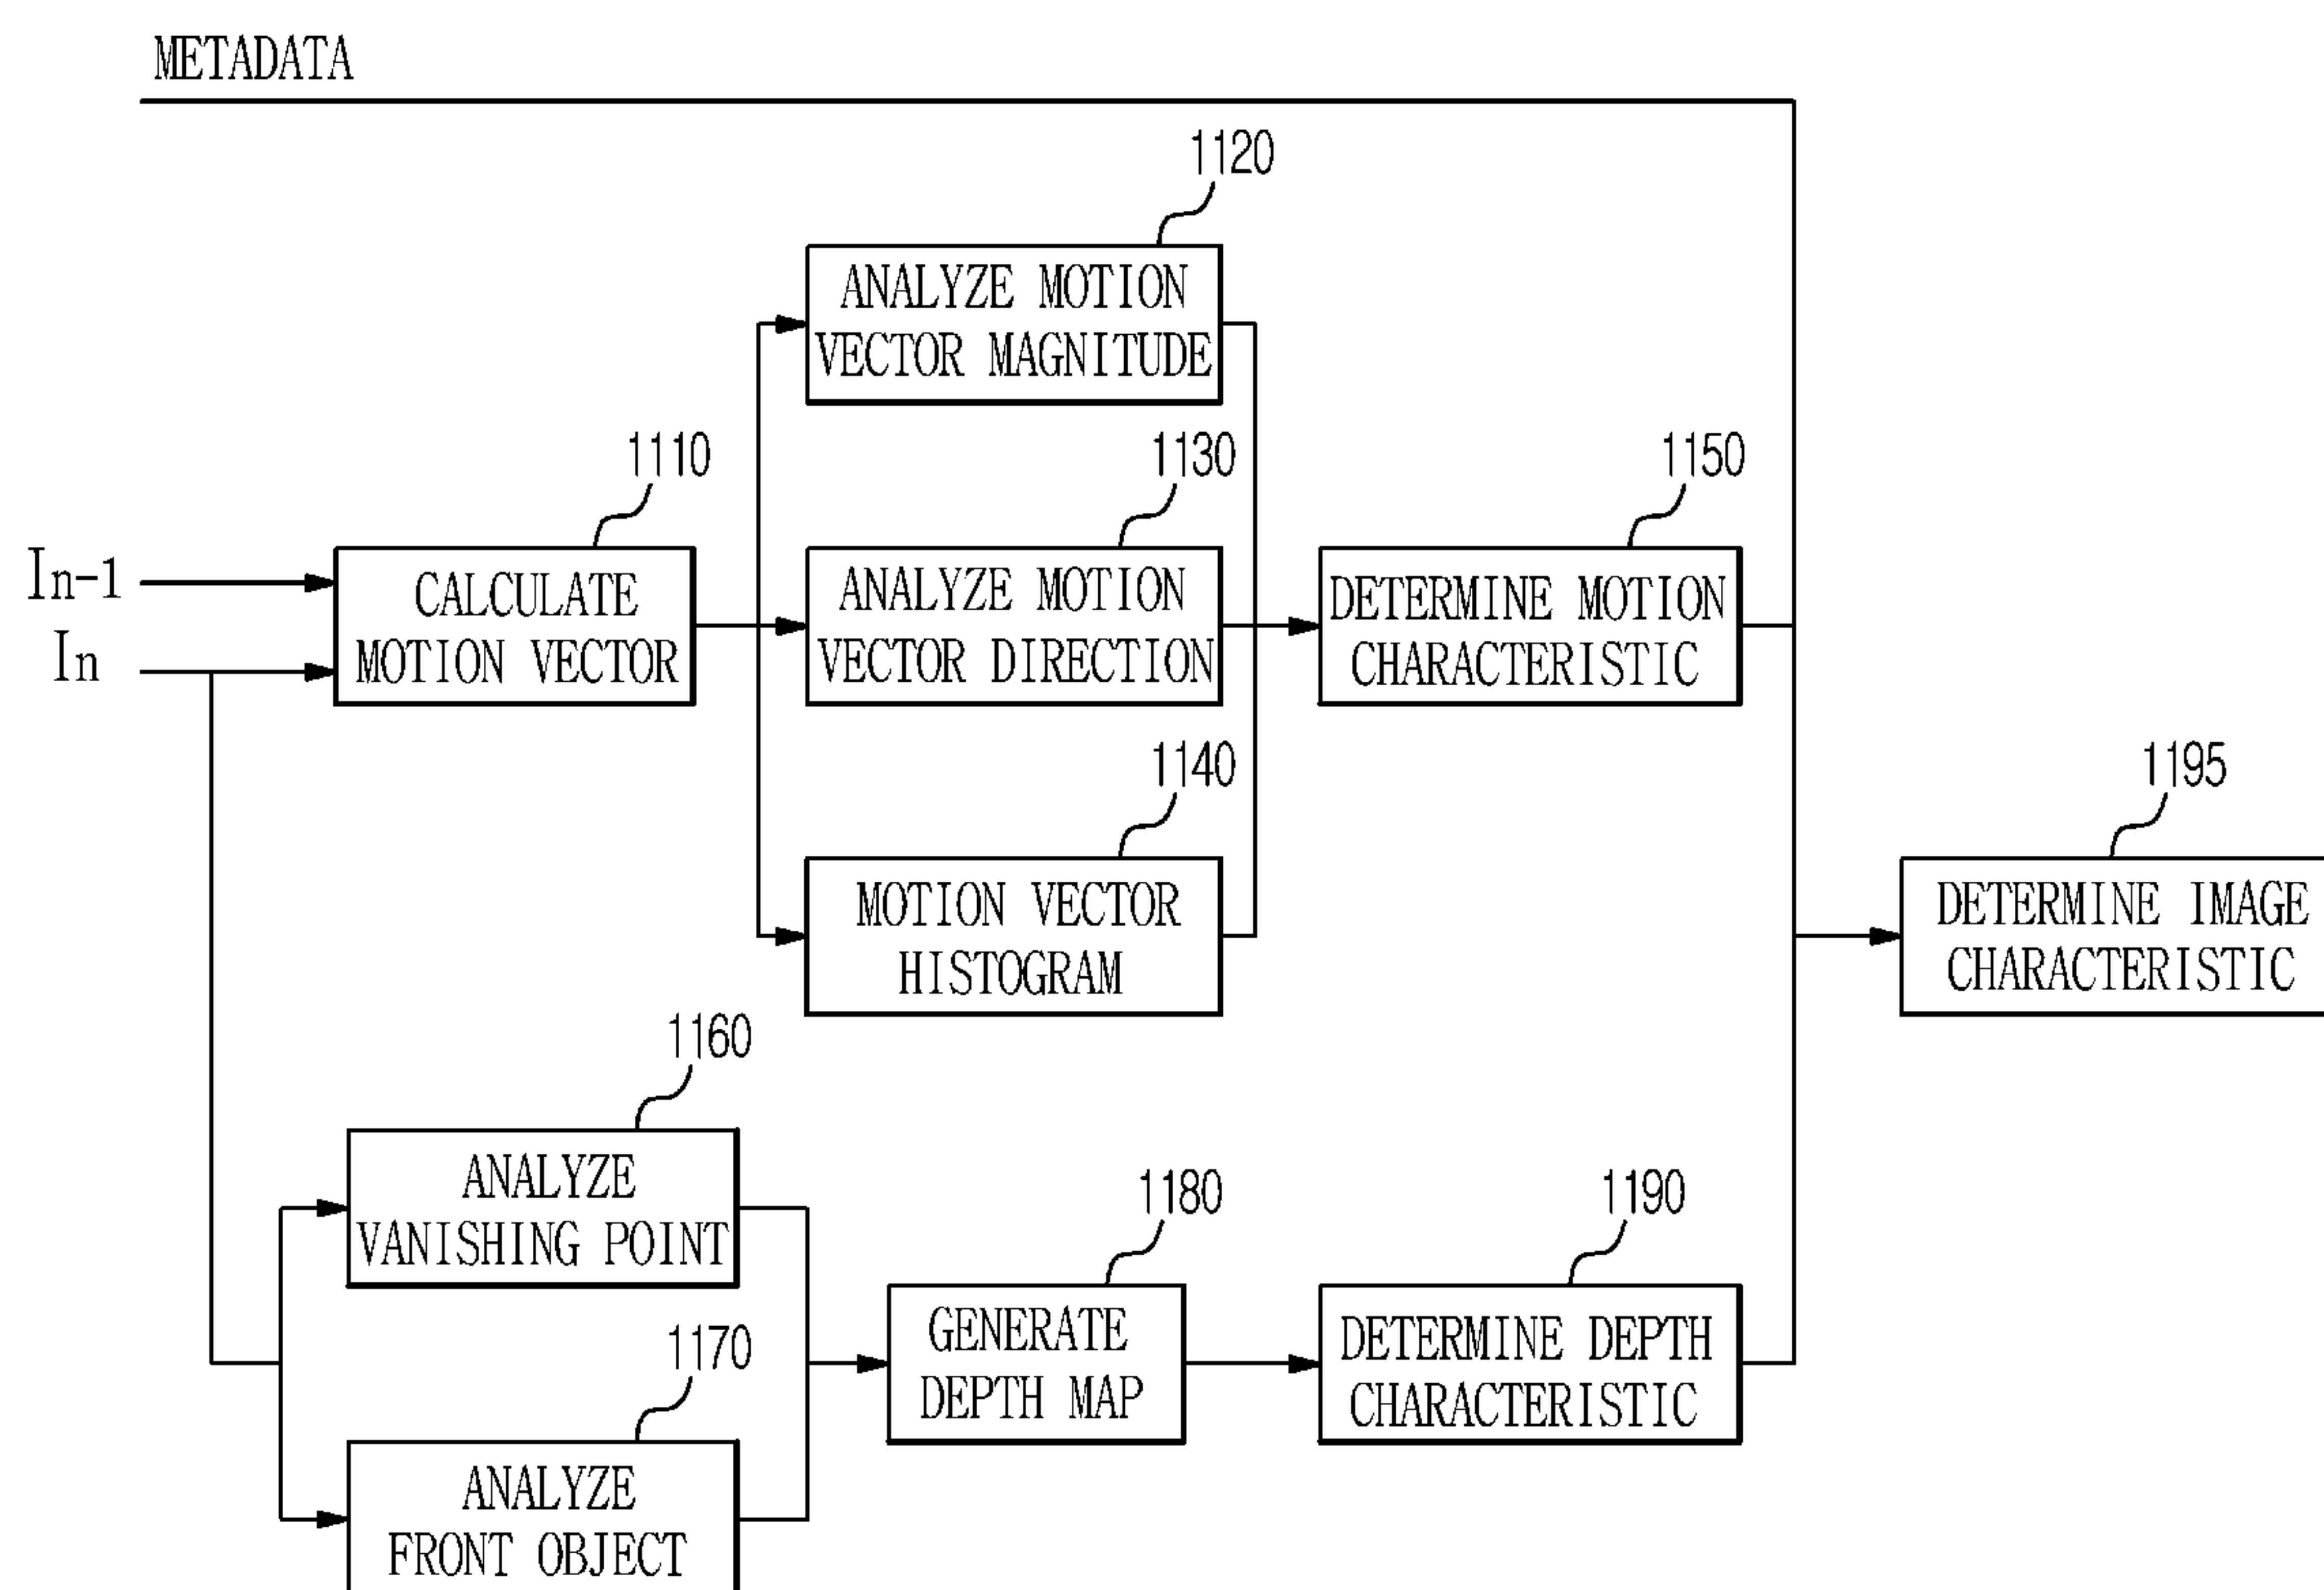 METADATA
1120
ANALYZE MOTION
VECTOR MAGNITUDE
1110
1130
1150
In-1
In
CALCULATE
MOTION VECTOR
ANALYZE MOTION
VECTOR DIRECTION
DETERMINE MOTION
CHARACTERISTIC
1140
1195
MOTION VECTOR
HISTOGRAM
DETERMINE IMAGE
CHARACTERISTIC
1160
ANALYZE
VANISHING POINT
1180
1190
GENERATE
DEPTH MAP
DETERMINE DEPTH
CHARACTERISTIC
1170
ANALYZE
FRONT OBJECT